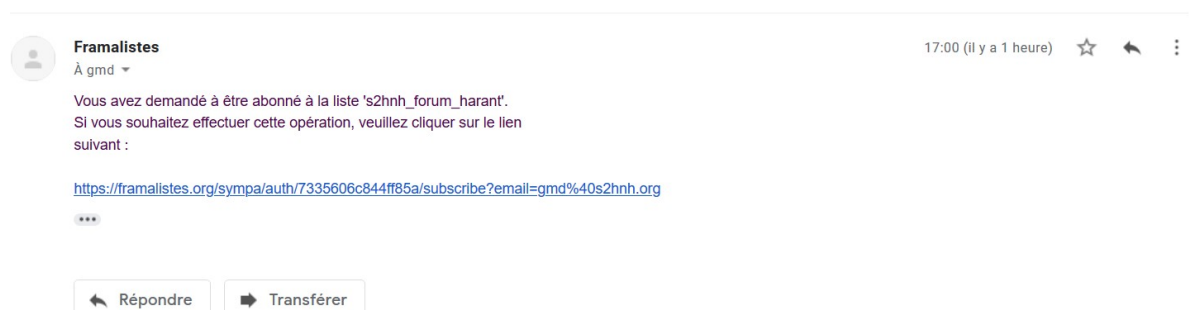 Framalistes
17:00 (il y a 1 heure)
À gmd
Vous avez demandé à être abonné à la liste 's2hnh_forum_harant'.
Si vous souhaitez effectuer cette opération, veuillez cliquer sur le lien
suivant :
https://framalistes.org/sympa/auth/7335606c844ff85a/subscribe?email=gmd%40s2hnh.org
Répondre
Transférer